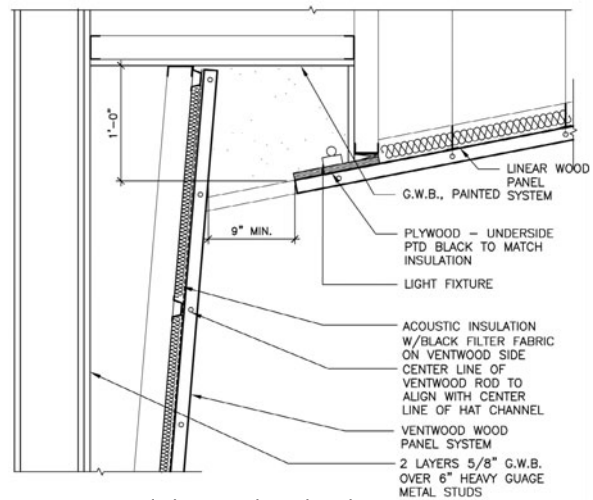 1'-0"
LINEAR WOOD
PANEL
SYSTEM
G.W.B., PAINTED
9" MIN.
PLYWOOD – UNDERSIDE
PTD BLACK TO MATCH
INSULATION
LIGHT FIXTURE
ACOUSTIC INSULATION
W/BLACK FILTER FABRIC
ON VENTWOOD SIDE
CENTER LINE OF
VENTWOOD ROD TO
ALIGN WITH CENTER
LINE OF HAT CHANNEL
VENTWOOD WOOD
PANEL SYSTEM
2 LAYERS 5/8" G.W.B.
OVER 6" HEAVY GUAGE
METAL STUDS